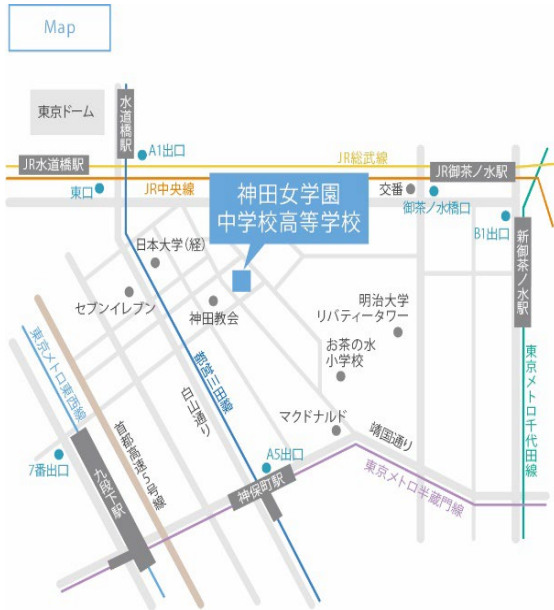 Map
東京ドーム
水道橋駅
A1出口
JR水道橋駅
JR総武線
JR御茶ノ水駅
東口
JR中央線
神田女学園
中学校高等学校
交番
御茶ノ水橋口
B1出口
新御茶ノ水駅
日本大学(経)
セブンイレブン
神田教会
明治大学
リバティータワー
お茶の水
小学校
東京メトロ東西線
首都高速5号線
白山通り
マクドナルド
靖国通り
東京メトロ千代田線
7番出口
九段下駅
A5出口
神保町駅
東京メトロ半蔵門線